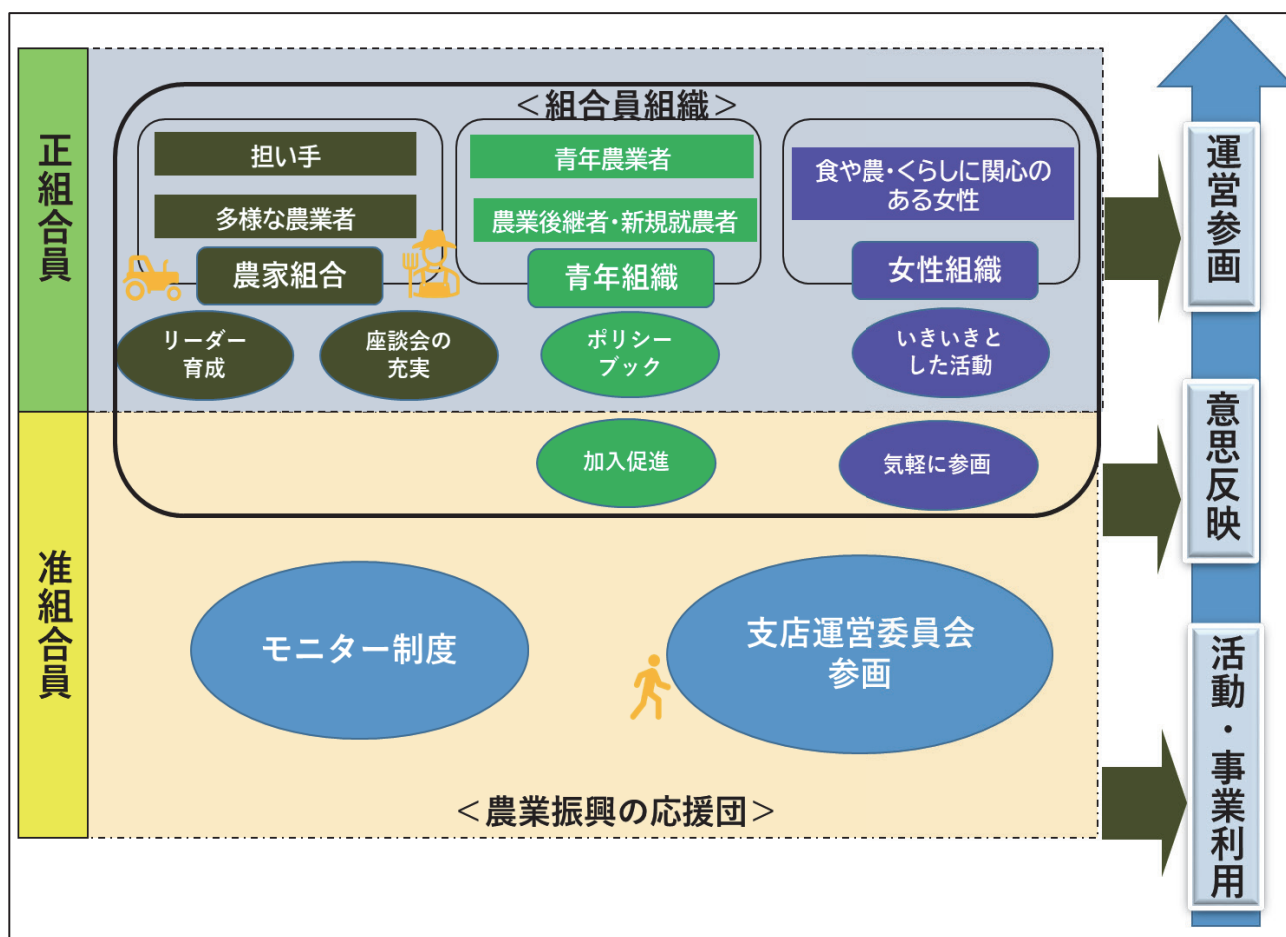 正組合員
准組合員
＜組合員組織＞
担い手
多様な農業者
農家組合
リーダー
育成
座談会の
充実
青年農業者
農業後継者・新規就農者
青年組織
ポリシー
ブック
加入促進
食や農・くらしに関心の
ある女性
女性組織
いきいきと
した活動
気軽に参画
モニター制度
支店運営委員会
参画
＜農業振興の応援団＞
運営参画
意思反映
活動・事業利用